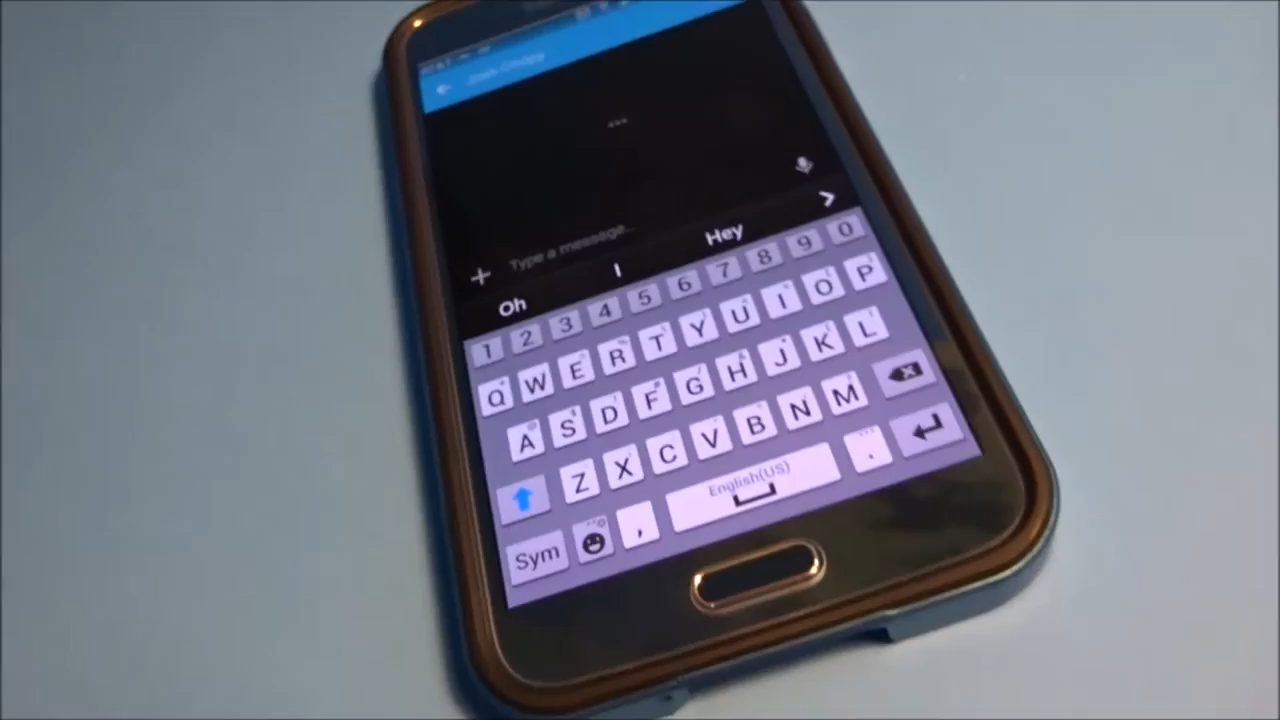 Type a message...
Oh I Hey
1 2 3 4 5 6 7 8 9 0
Q W E R T Y U I O P
A S D F G H J K L
Z X C V B N M
Sym , English(US) .